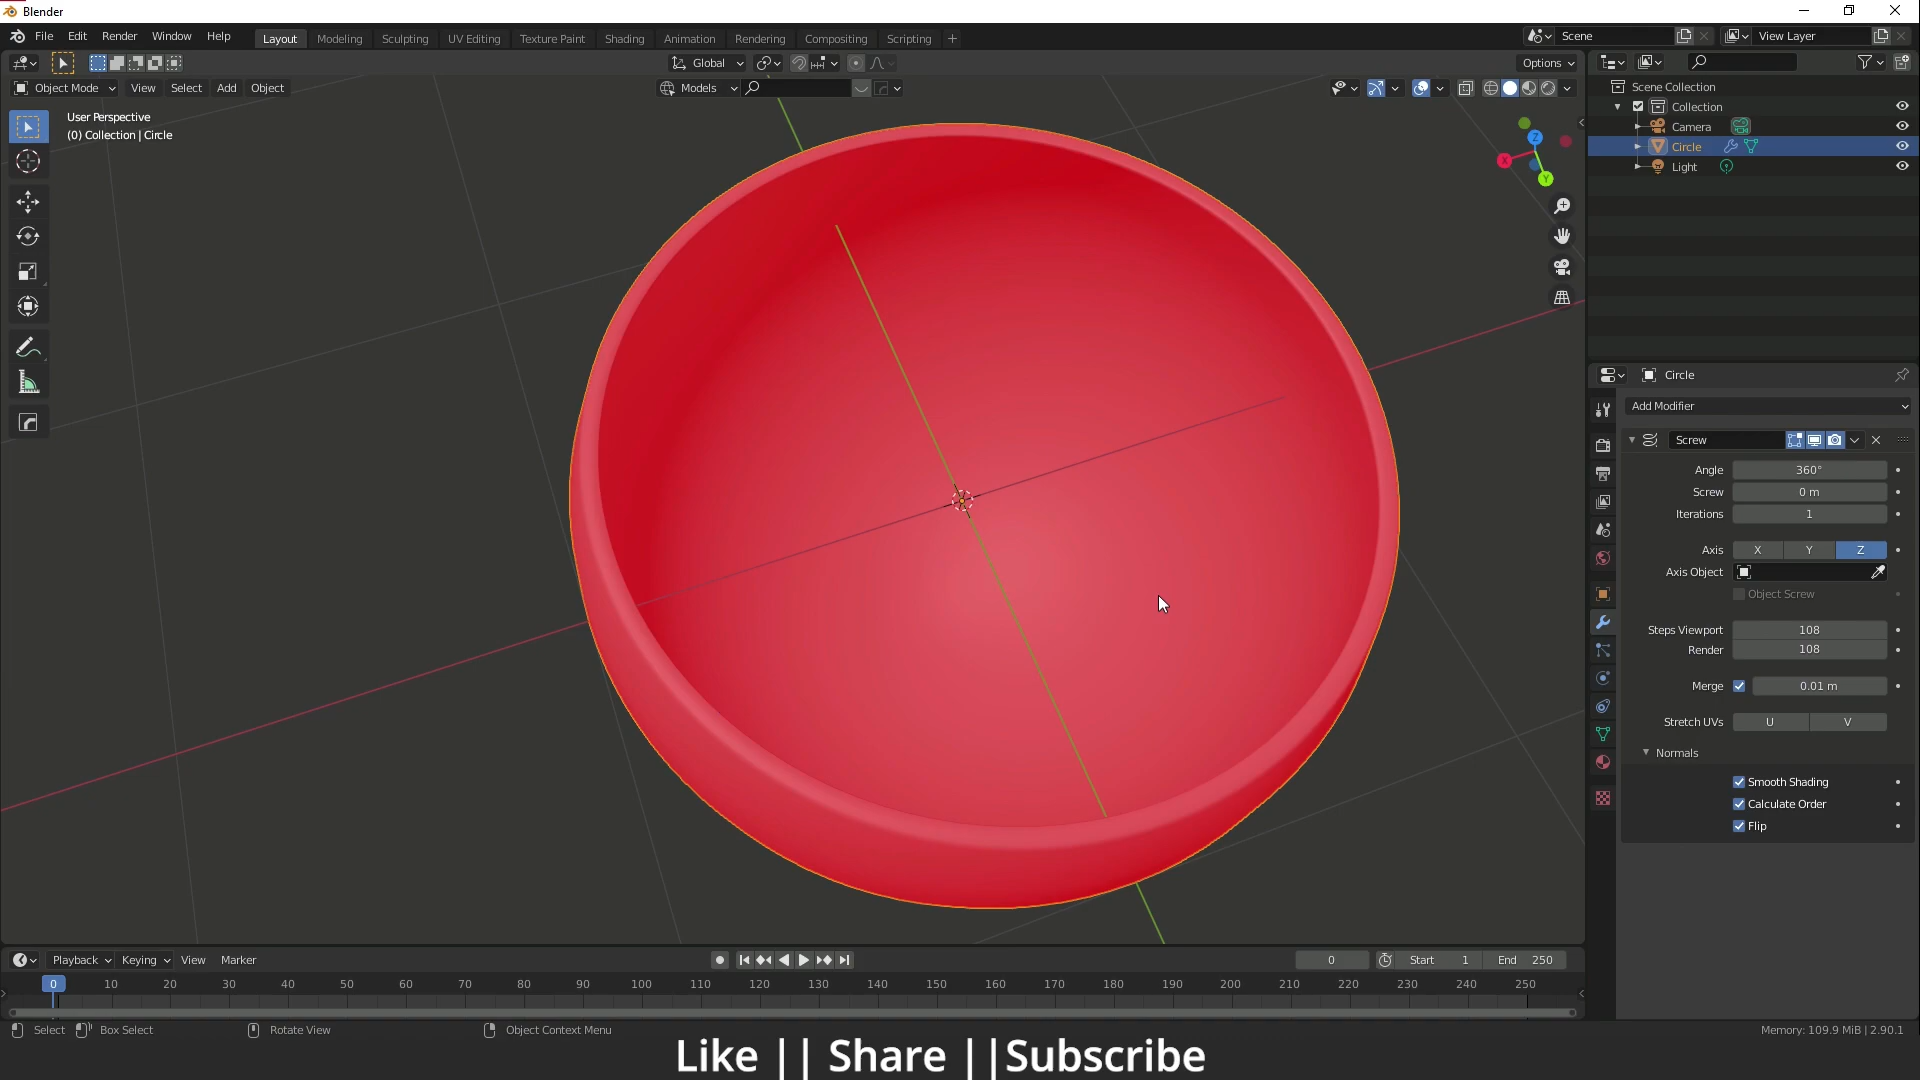 Blender
File Edit Render Window Help Layout Modeling Sculpting UV Editing Texture Paint Shading Animation Rendering Compositing Scripting + Scene View Layer
Global Options
Object Mode View Select Add Object Models
User Perspective
(0) Collection | Circle
Z
X
Y
Scene Collection
Collection
Camera
Circle
Light
Circle
Add Modifier
Screw
Angle 360°
Screw 0 m
Iterations 1
Axis X Y Z
Axis Object
Object Screw
Steps Viewport 108
Render 108
Merge 0.01 m
Stretch UVs U V
Normals
Smooth Shading
Calculate Order
Flip
Playback Keying View Marker 0 Start 1 End 250
0 10 20 30 40 50 60 70 80 90 100 110 120 130 140 150 160 170 180 190 200 210 220 230 240 250
Select Box Select Rotate View Object Context Menu Memory: 109.9 MiB | 2.90.1
Like || Share ||Subscribe